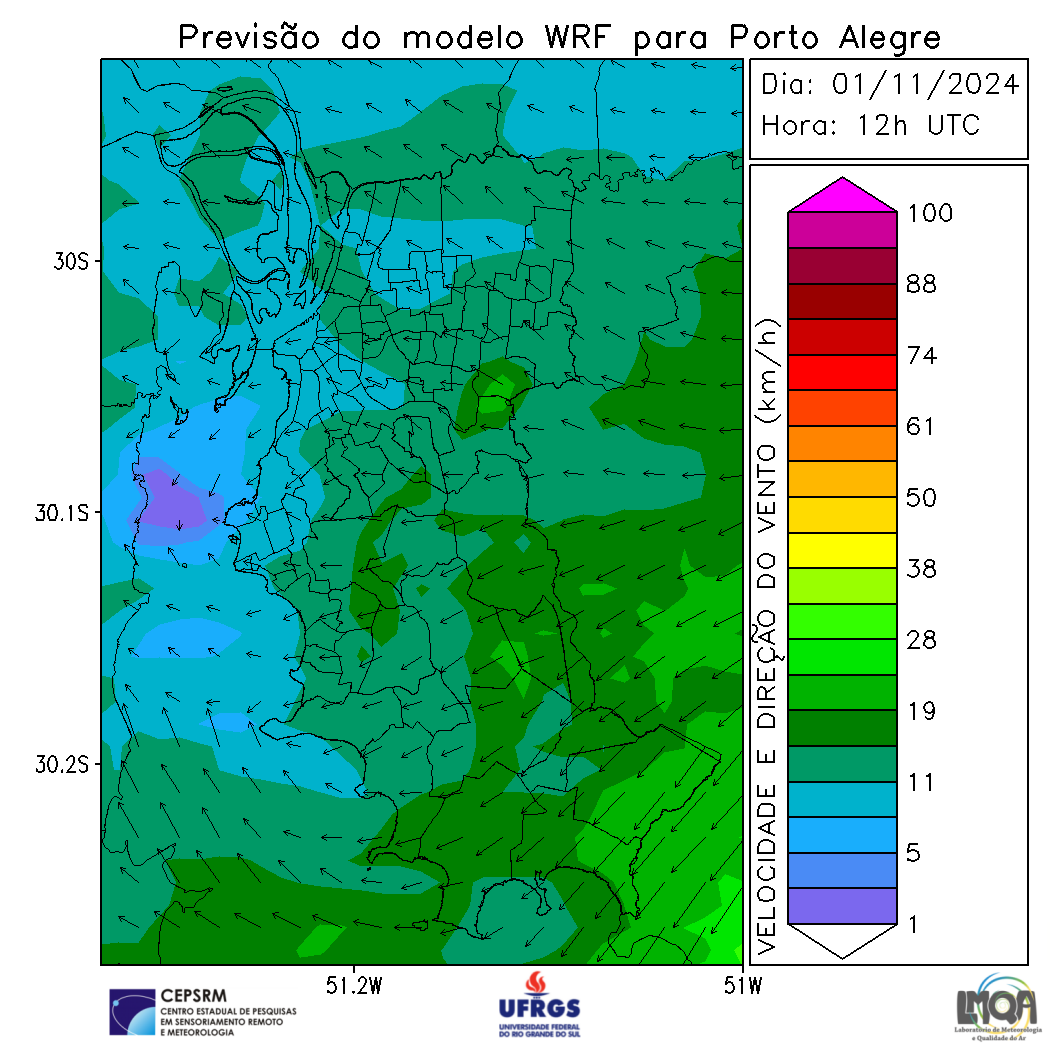 Previsão do modelo WRF para Porto Alegre
Dia: 01/11/2024
Hora: 12h UTC
100
88
74
61
50
38
28
19
11
5
1
VELOCIDADE E DIREÇÃO DO VENTO (km/h)
30S
30.1S
30.2S
51.2W
51W
CEPSRM
CENTRO ESTADUAL DE PESQUISAS
EM SENSORIAMENTO REMOTO
E METEOROLOGIA
UFRGS
UNIVERSIDADE FEDERAL
DO RIO GRANDE DO SUL
LMQA
Laboratório de Meteorologia
e Qualidade do Ar